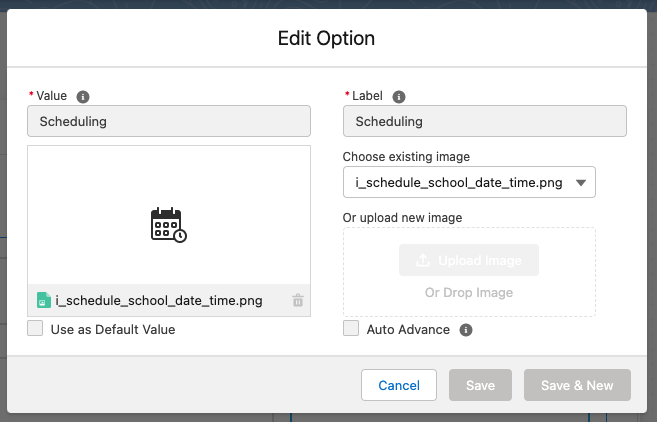 Edit Option
* Value
* Label
Scheduling
Scheduling
Choose existing image
i_schedule_school_date_time.png
Or upload new image
Upload Image
Or Drop Image
i_schedule_school_date_time.png
Use as Default Value
Auto Advance
Cancel
Save
Save & New